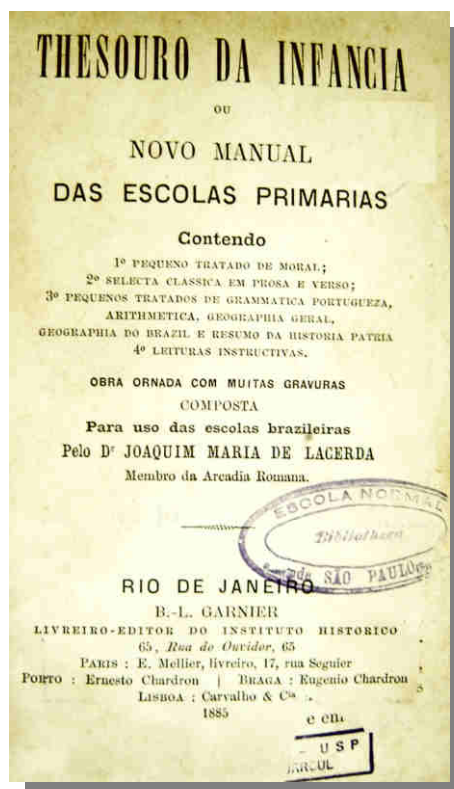 THESOURO DA INFANCIA
OU
NOVO MANUAL
DAS ESCOLAS PRIMARIAS
Contendo
1º PEQUENO TRATADO DE MORAL;
2º SELECTA CLASSICA EM PROSA E VERSO;
3º PEQUENOS TRATADOS DE GRAMMATICA PORTUGUEZA,
ARITHMETICA, GEOGRAPHIA GERAL,
GEOGRAPHIA DO BRAZIL E RESUMO DA HISTORIA PATRIA
4º LEITURAS INSTRUCTIVAS.
OBRA ORNADA COM MUITAS GRAVURAS
COMPOSTA
Para uso das escolas brazileiras
Pelo Dr JOAQUIM MARIA DE LACERDA
Membro da Arcadia Romana.
ESCOLA NORMAL
Bibliotheca
SÃO PAULO
RIO DE JANEIRO
B.-L. GARNIER
LIVREIRO-EDITOR DO INSTITUTO HISTORICO
65, Rua do Ouvidor, 65
PARIS : E. Mellier, livreiro, 17, rua Seguier
PORTO : Ernesto Chardron | BRAGA : Eugenio Chardron
LISBOA : Carvalho & Cia
1885
USP